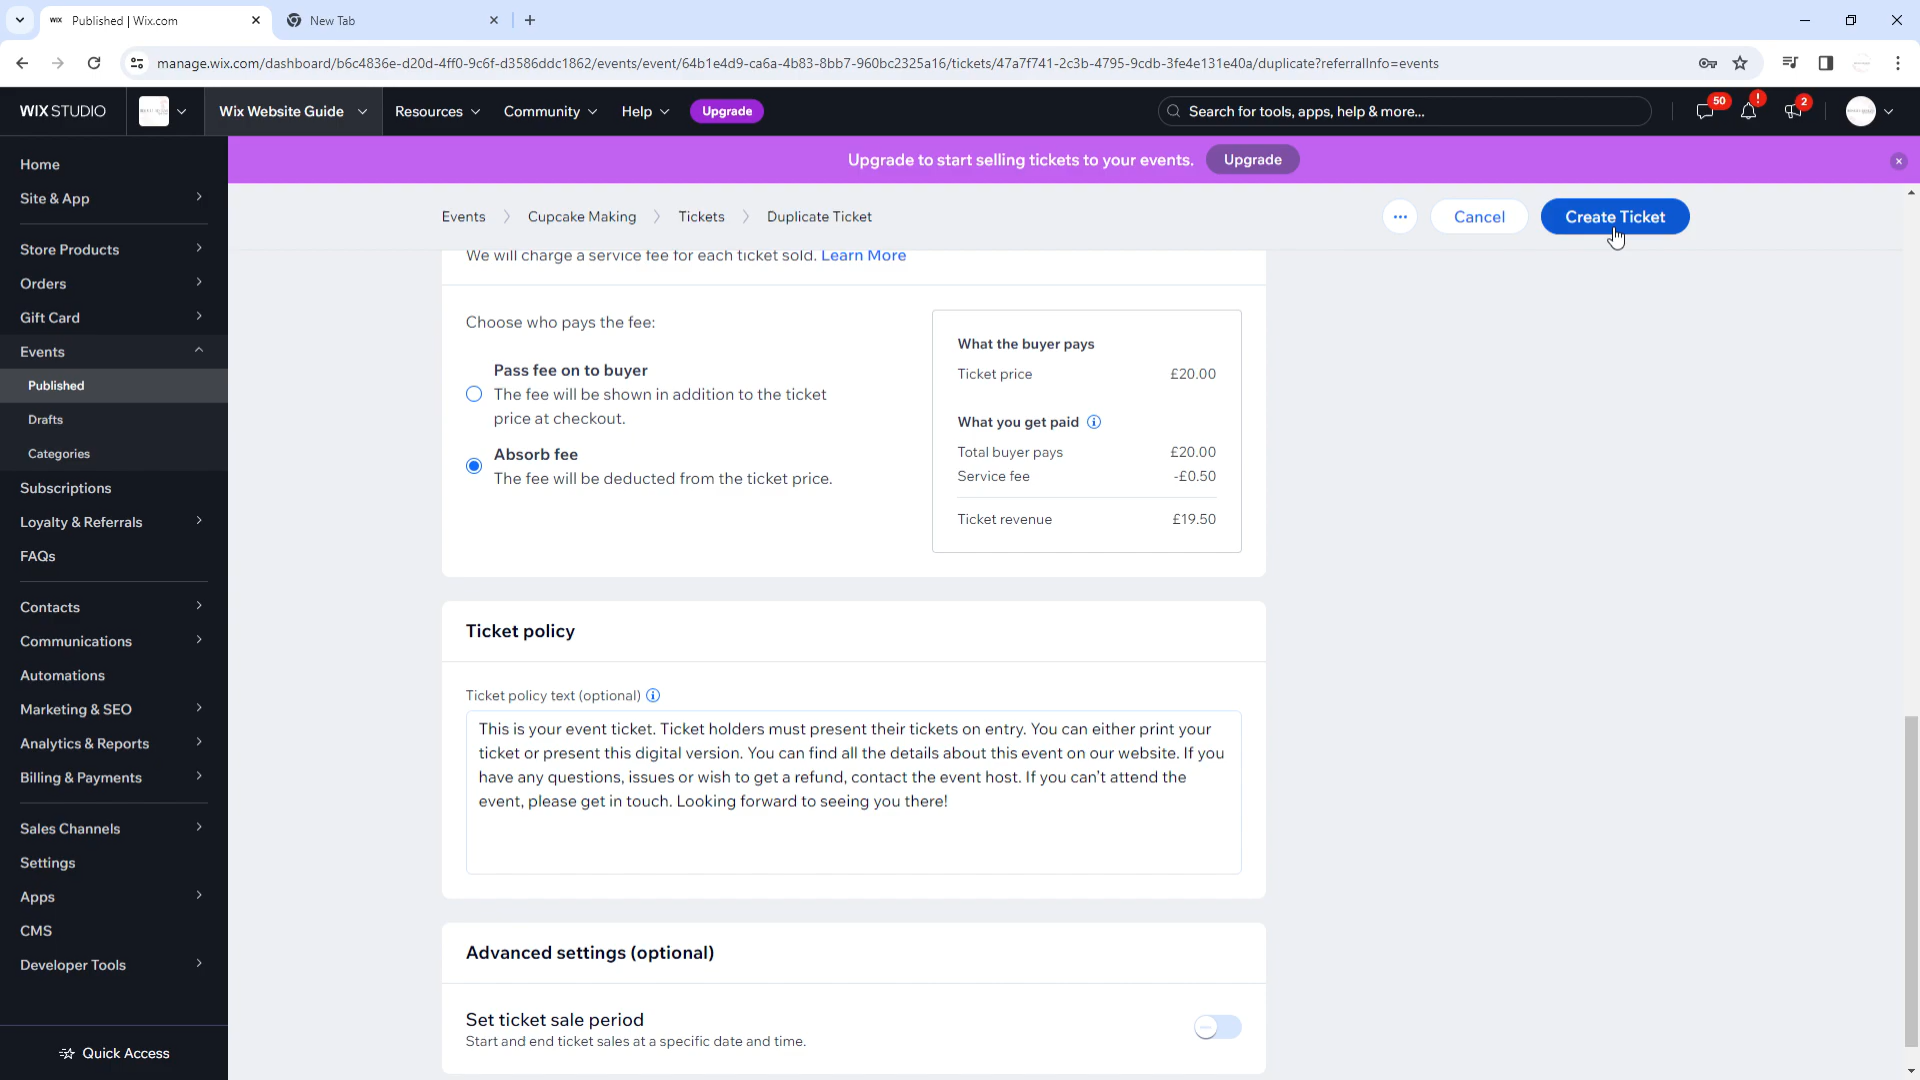 WIX Published | Wix.com
New Tab
manage.wix.com/dashboard/b6c4836e-d20d-4ff0-9c6f-d3586ddc1862/events/event/64b1e4d9-ca6a-4b83-8bb7-960bc2325a16/tickets/47a7f741-2c3b-4795-9cdb-3fe4e131e40a/duplicate?referralInfo=events
WIX STUDIO
Wix Website Guide
Resources
Community
Help
Upgrade
Search for tools, apps, help & more...
50
!
2
Upgrade to start selling tickets to your events.
Upgrade
Home
Site & App
Store Products
Orders
Gift Card
Events
Published
Drafts
Categories
Subscriptions
Loyalty & Referrals
FAQs
Contacts
Communications
Automations
Marketing & SEO
Analytics & Reports
Billing & Payments
Sales Channels
Settings
Apps
CMS
Developer Tools
Quick Access
Events > Cupcake Making > Tickets > Duplicate Ticket
Cancel
Create Ticket
We will charge a service fee for each ticket sold. Learn More
Choose who pays the fee:
Pass fee on to buyer
The fee will be shown in addition to the ticket
price at checkout.
Absorb fee
The fee will be deducted from the ticket price.
What the buyer pays
Ticket price £20.00
What you get paid
Total buyer pays £20.00
Service fee -£0.50
Ticket revenue £19.50
Ticket policy
Ticket policy text (optional)
This is your event ticket. Ticket holders must present their tickets on entry. You can either print your
ticket or present this digital version. You can find all the details about this event on our website. If you
have any questions, issues or wish to get a refund, contact the event host. If you can't attend the
event, please get in touch. Looking forward to seeing you there!
Advanced settings (optional)
Set ticket sale period
Start and end ticket sales at a specific date and time.